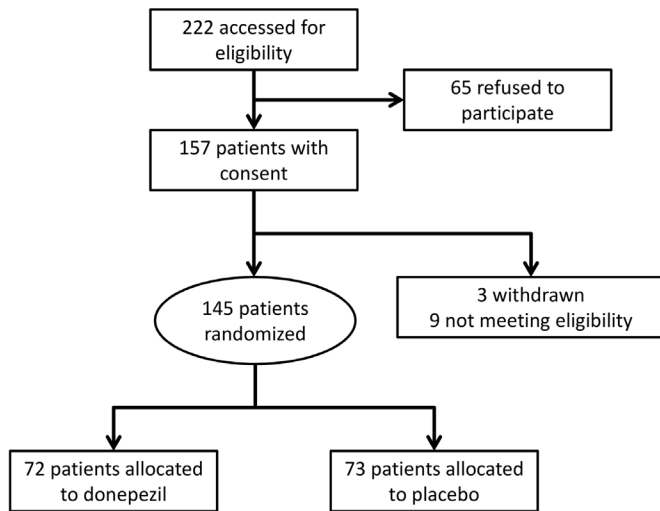 222 accessed for
eligibility
65 refused to
participate
157 patients with
consent
3 withdrawn
9 not meeting eligibility
145 patients
randomized
72 patients allocated
to donepezil
73 patients allocated
to placebo